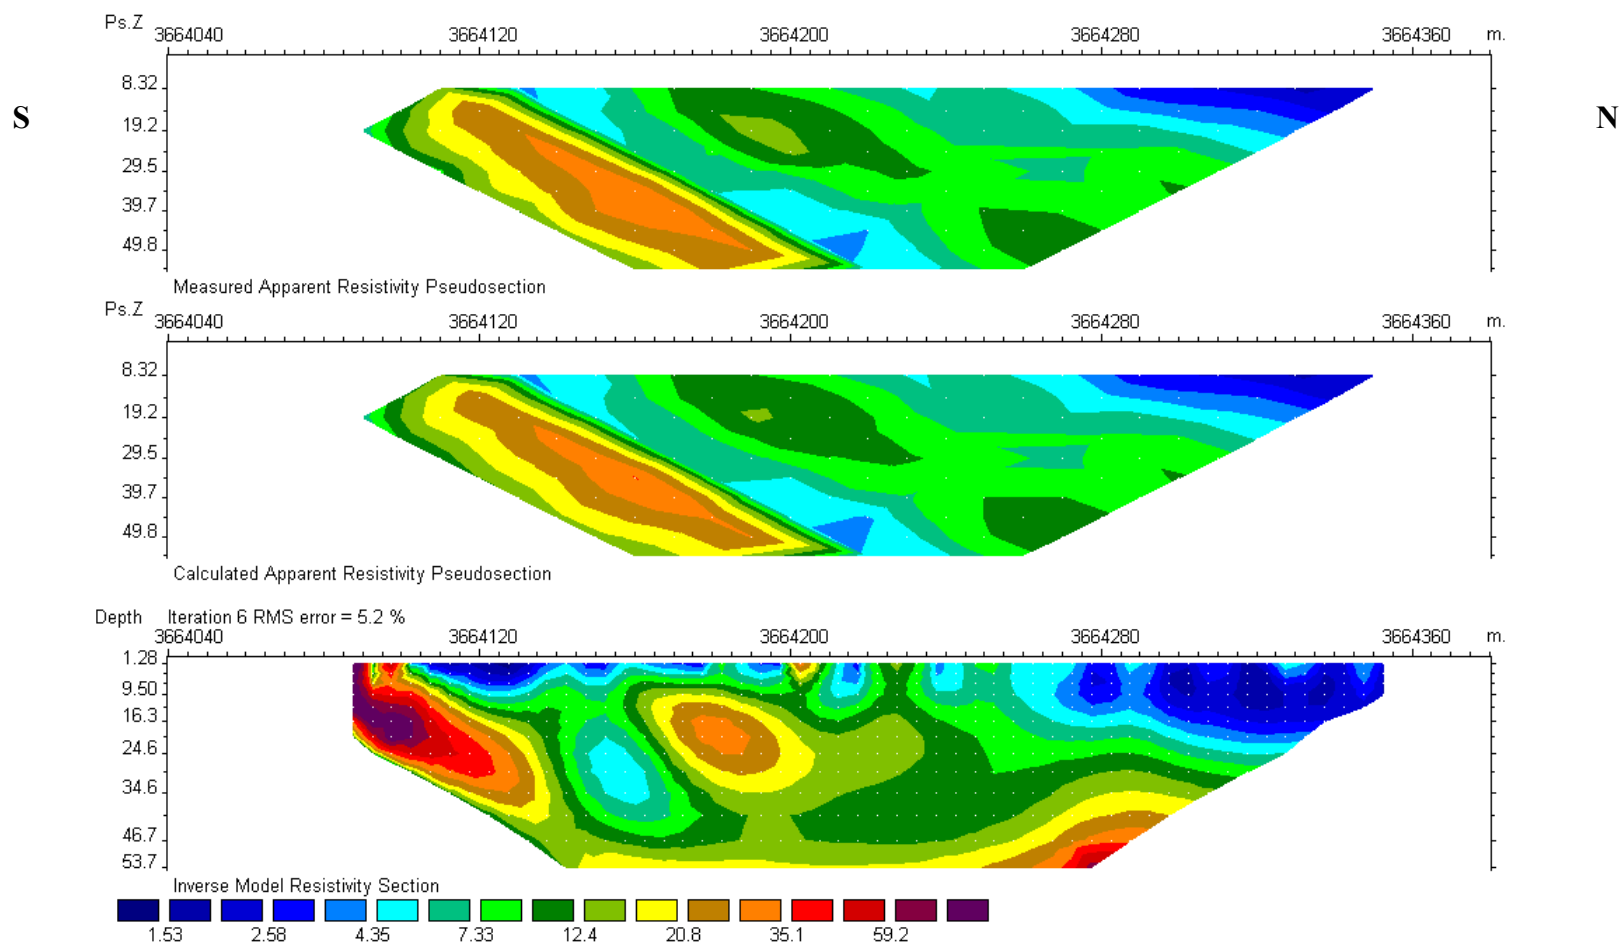 Ps.Z 3664040 3664120 3664200 3664280 3664360 m.
8.32
S N
19.2
29.5
39.7
49.8
Measured Apparent Resistivity Pseudosection
Ps.Z 3664040 3664120 3664200 3664280 3664360 m.
8.32
19.2
29.5
39.7
49.8
Calculated Apparent Resistivity Pseudosection
Depth Iteration 6 RMS error = 5.2 %
3664040 3664120 3664200 3664280 3664360 m.
1.28
9.50
16.3
24.6
34.6
46.7
53.7
Inverse Model Resistivity Section
1.53 2.58 4.35 7.33 12.4 20.8 35.1 59.2